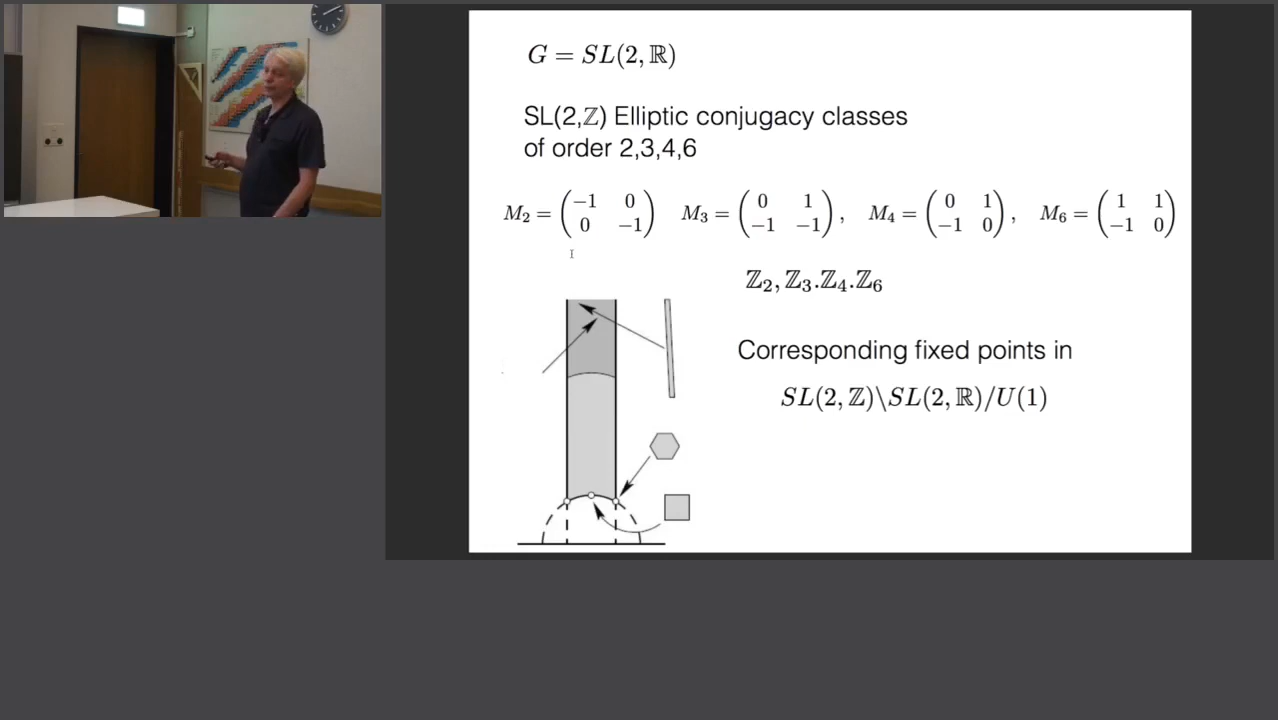 G = SL(2, ℝ)
SL(2,ℤ) Elliptic conjugacy classes
of order 2,3,4,6
M₂ = (−1 0; 0 −1) M₃ = (0 1; −1 −1), M₄ = (0 1; −1 0), M₆ = (1 1; −1 0)
ℤ₂, ℤ₃.ℤ₄.ℤ₆
Corresponding fixed points in
SL(2, ℤ)\SL(2, ℝ)/U(1)